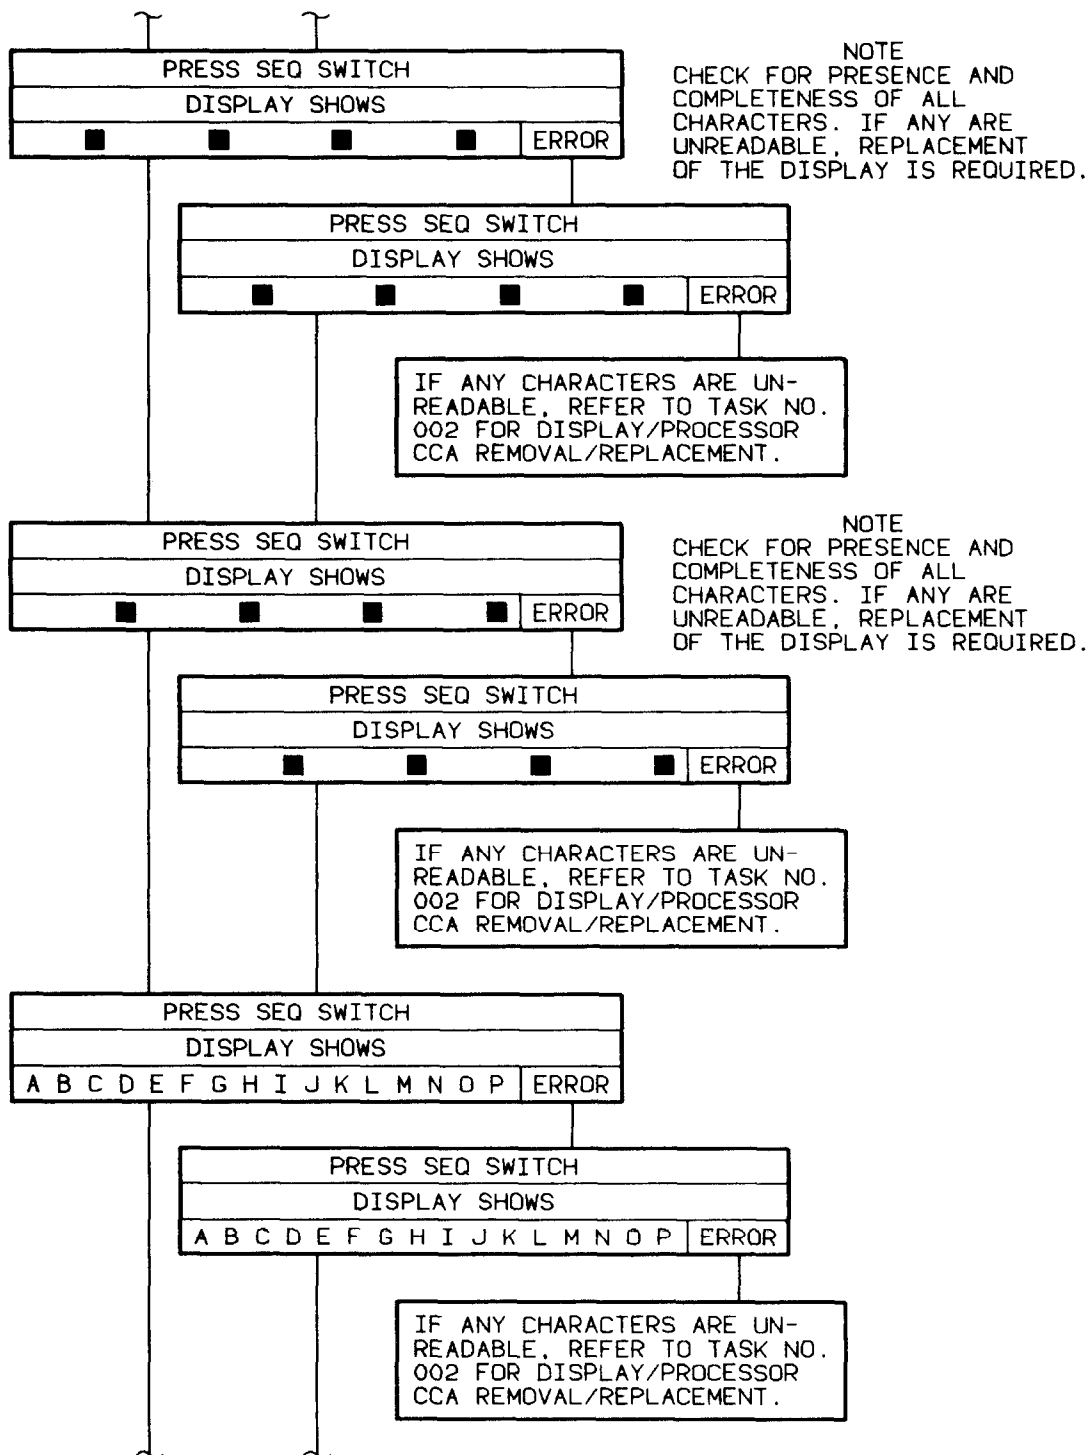 PRESS SEQ SWITCH
DISPLAY SHOWS
■ ■ ■ ■ ERROR
NOTE
CHECK FOR PRESENCE AND
COMPLETENESS OF ALL
CHARACTERS. IF ANY ARE
UNREADABLE, REPLACEMENT
OF THE DISPLAY IS REQUIRED.
PRESS SEQ SWITCH
DISPLAY SHOWS
■ ■ ■ ■ ERROR
IF ANY CHARACTERS ARE UN-
READABLE, REFER TO TASK NO.
002 FOR DISPLAY/PROCESSOR
CCA REMOVAL/REPLACEMENT.
PRESS SEQ SWITCH
DISPLAY SHOWS
■ ■ ■ ■ ERROR
NOTE
CHECK FOR PRESENCE AND
COMPLETENESS OF ALL
CHARACTERS. IF ANY ARE
UNREADABLE, REPLACEMENT
OF THE DISPLAY IS REQUIRED.
PRESS SEQ SWITCH
DISPLAY SHOWS
■ ■ ■ ■ ERROR
IF ANY CHARACTERS ARE UN-
READABLE, REFER TO TASK NO.
002 FOR DISPLAY/PROCESSOR
CCA REMOVAL/REPLACEMENT.
PRESS SEQ SWITCH
DISPLAY SHOWS
A B C D E F G H I J K L M N O P ERROR
PRESS SEQ SWITCH
DISPLAY SHOWS
A B C D E F G H I J K L M N O P ERROR
IF ANY CHARACTERS ARE UN-
READABLE, REFER TO TASK NO.
002 FOR DISPLAY/PROCESSOR
CCA REMOVAL/REPLACEMENT.